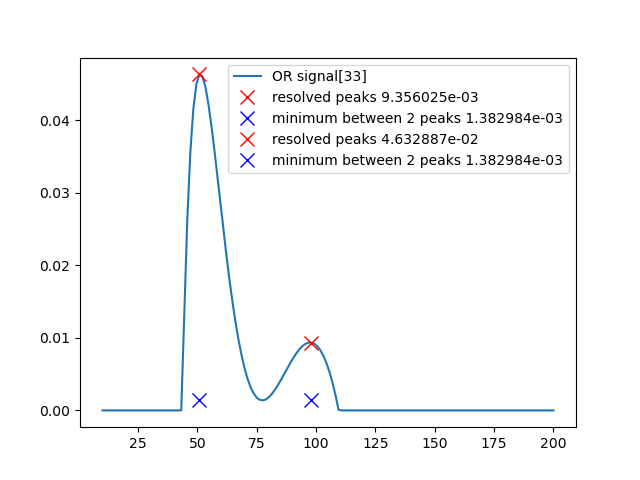 OR signal[33]
resolved peaks 9.356025e-03
minimum between 2 peaks 1.382984e-03
resolved peaks 4.632887e-02
minimum between 2 peaks 1.382984e-03
0.04
0.03
0.02
0.01
0.00
25 50 75 100 125 150 175 200